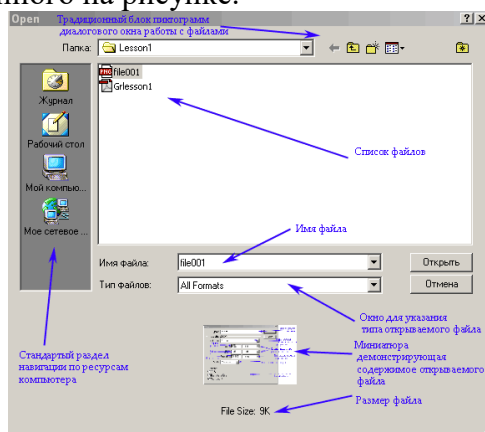 нного на рисунке.
Open
Традиционный блок пиктограмм
диалогового окна работы с файлами
Папка:
Lesson1
file001
Grlesson1
Журнал
Рабочий стол
Мой компью...
Мое сетевое ...
Список файлов
Имя файла
Имя файла:
file001
Открыть
Тип файлов:
All Formats
Отмена
Окно для указания
типа открываемого файла
Стандартый раздел
навигации по ресурсам
компьютера
Миниатюра
демонстрирующая
содержимое открываемого
файла
Размер файла
File Size: 9K